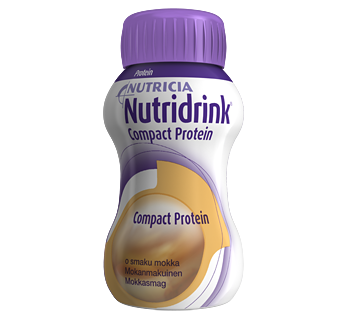 Protein
NUTRICIA
Nutridrink
Compact Protein
Compact Protein
o smaku mokka
Mokanmakuinen
Mokkasmag